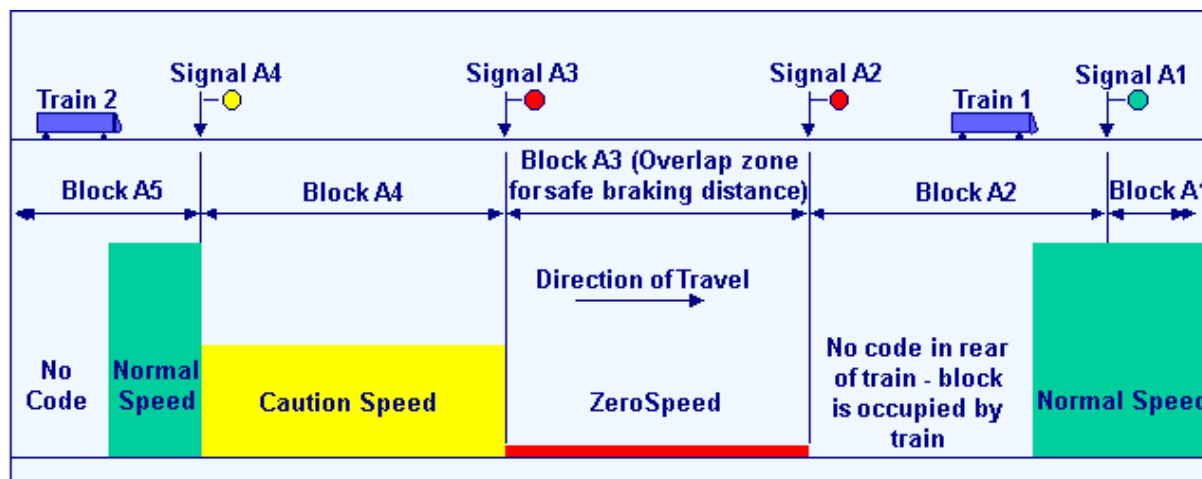 Signal A4
Signal A3
Signal A2
Signal A1
Train 2
Train 1
Block A5
Block A4
Block A3 (Overlap zone
forsafe braking distance)
Block A2
Block A1
Direction of Travel
No
Code
Normal
Speed
Caution Speed
ZeroSpeed
No code in rear
of train - block
is occupied by
train
Normal Speed